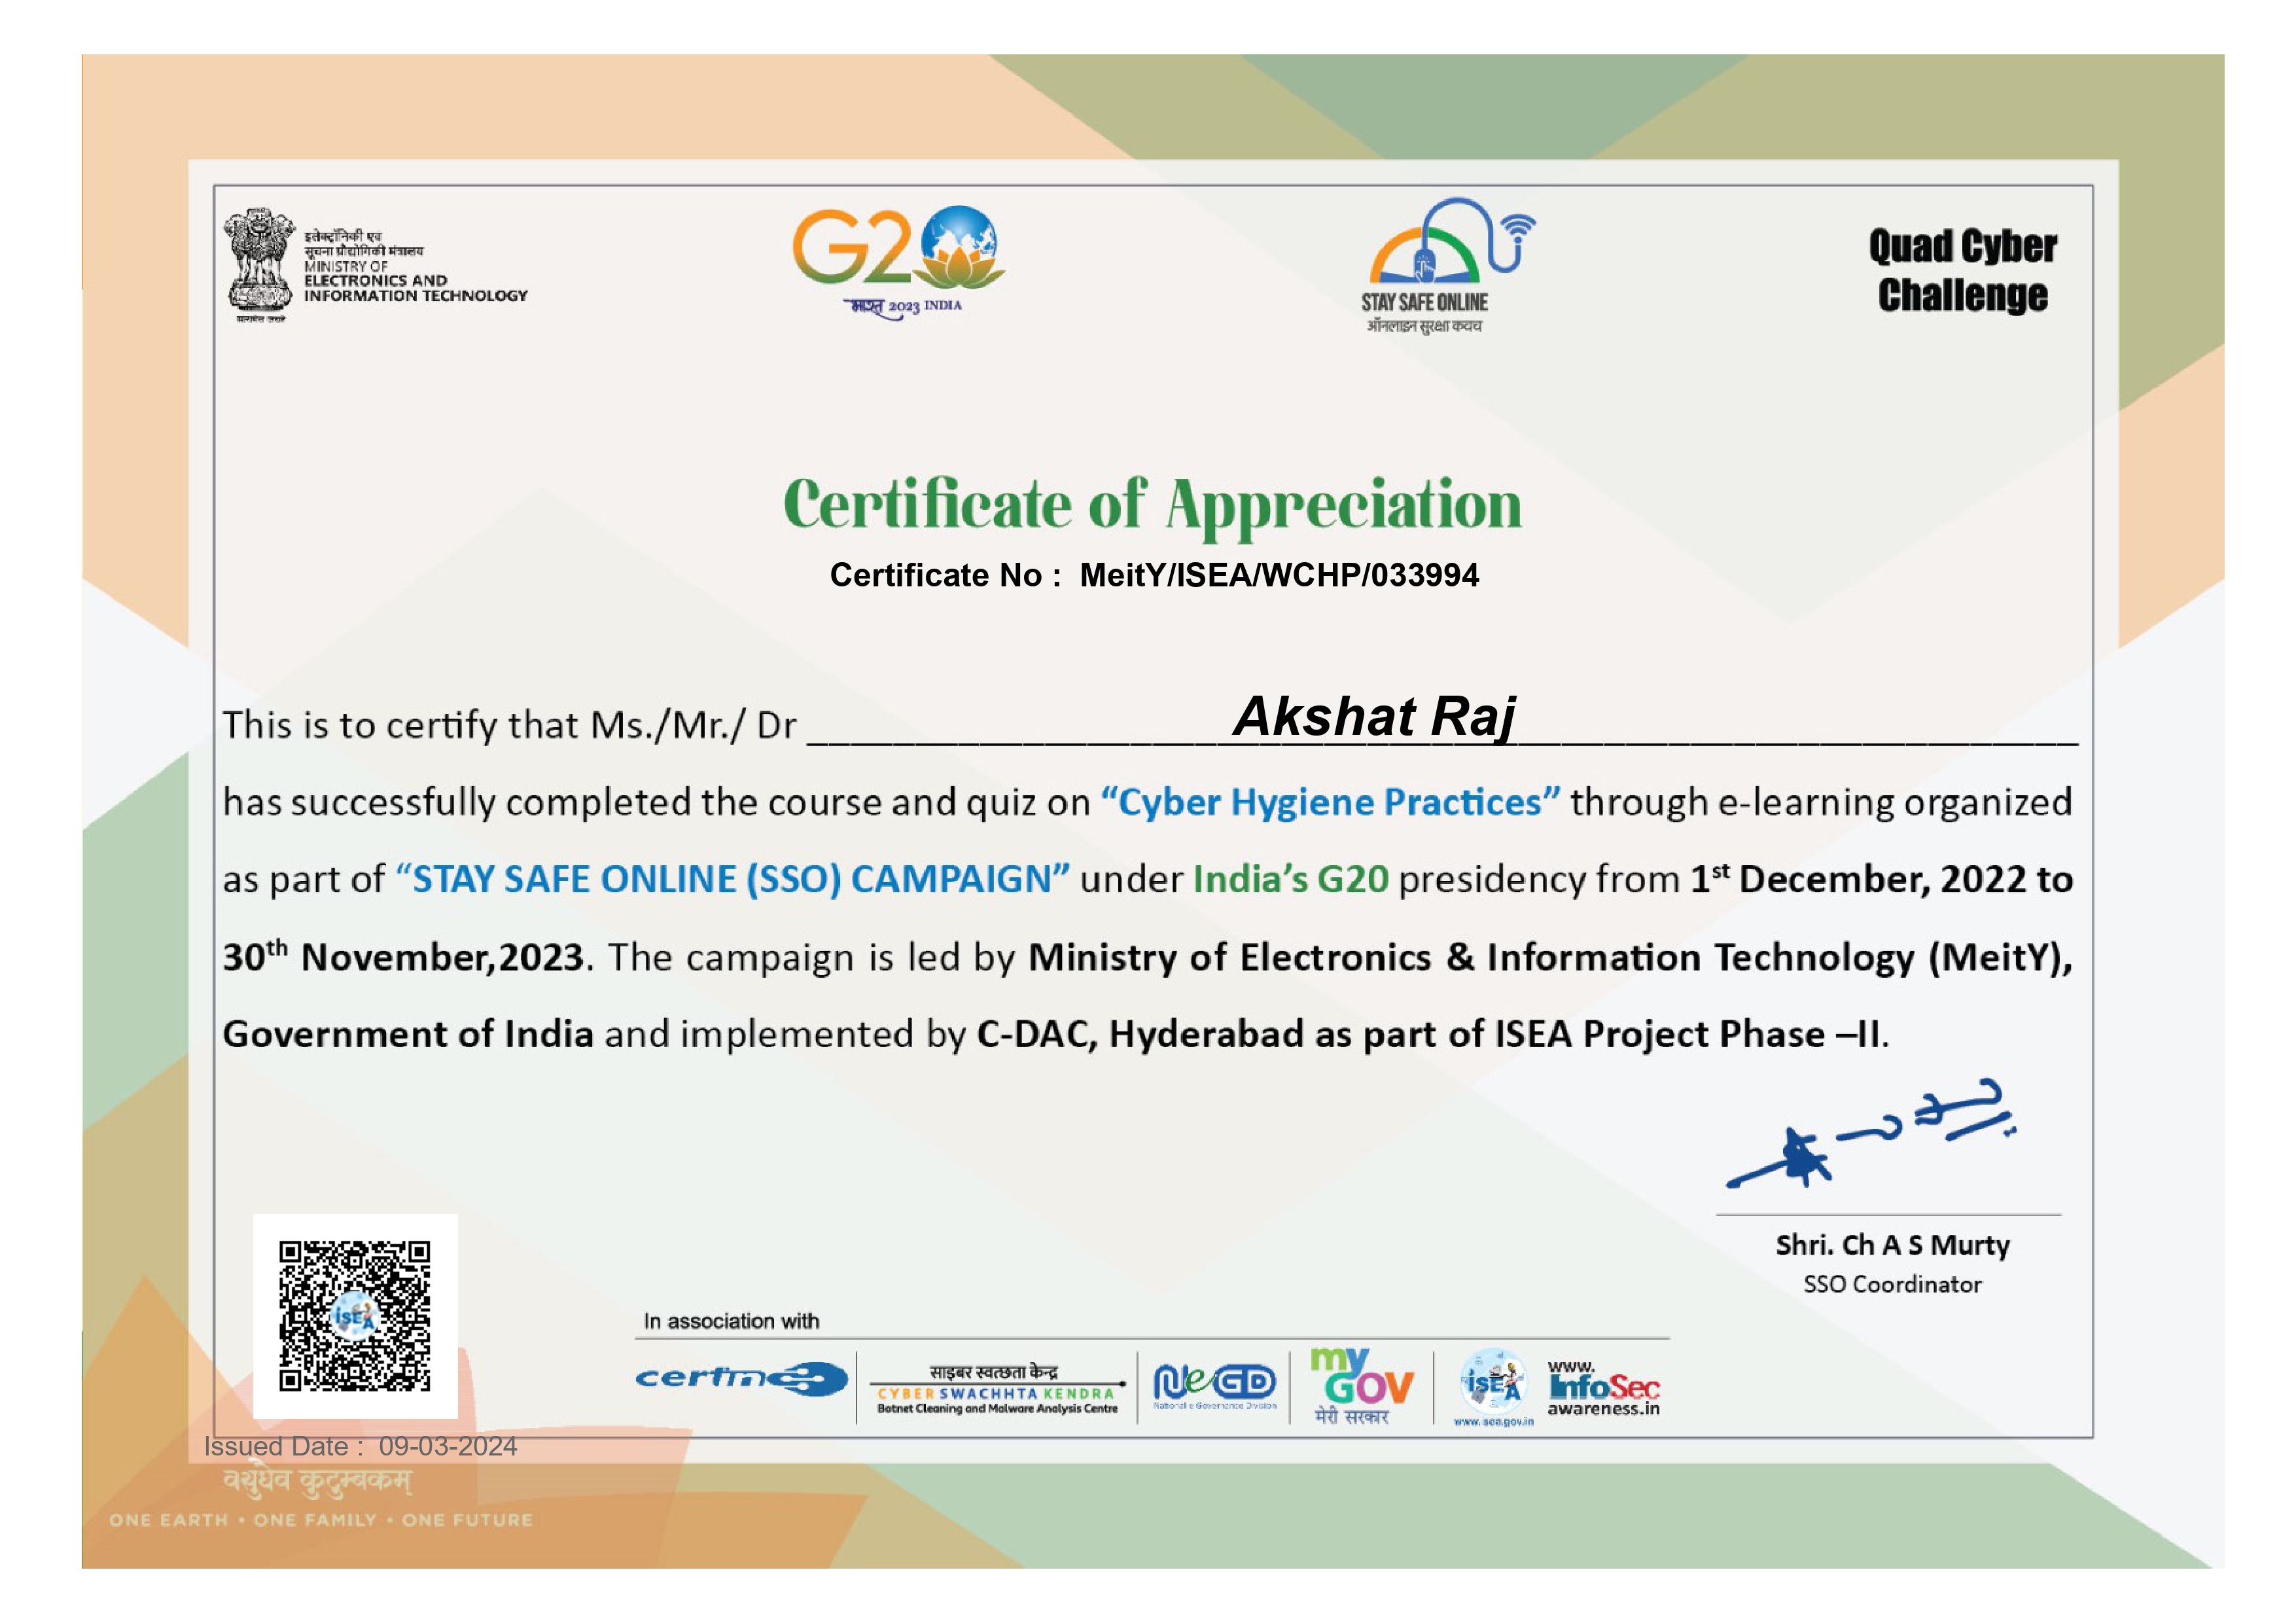 इलेक्ट्रॉनिकी एवं
सूचना प्रौद्योगिकी मंत्रालय
MINISTRY OF
ELECTRONICS AND
INFORMATION TECHNOLOGY
सत्यमेव जयते
G20
भारत 2023 INDIA
STAY SAFE ONLINE
ऑनलाइन सुरक्षा कवच
Quad Cyber
Challenge
Certificate of Appreciation
Certificate No : MeitY/ISEA/WCHP/033994
This is to certify that Ms./Mr./ Dr Akshat Raj
has successfully completed the course and quiz on “Cyber Hygiene Practices” through e-learning organized
as part of “STAY SAFE ONLINE (SSO) CAMPAIGN” under India’s G20 presidency from 1st December, 2022 to
30th November,2023. The campaign is led by Ministry of Electronics & Information Technology (MeitY),
Government of India and implemented by C-DAC, Hyderabad as part of ISEA Project Phase –II.
Shri. Ch A S Murty
SSO Coordinator
ISEA
In association with
certin
साइबर स्वच्छता केन्द्र
CYBER SWACHHTA KENDRA
Botnet Cleaning and Malware Analysis Centre
NeGD
National e Governance Division
my
GOV
मेरी सरकार
ISEA
www.isea.gov.in
www.
InfoSec
awareness.in
Issued Date : 09-03-2024
वसुधैव कुटुम्बकम्
ONE EARTH • ONE FAMILY • ONE FUTURE